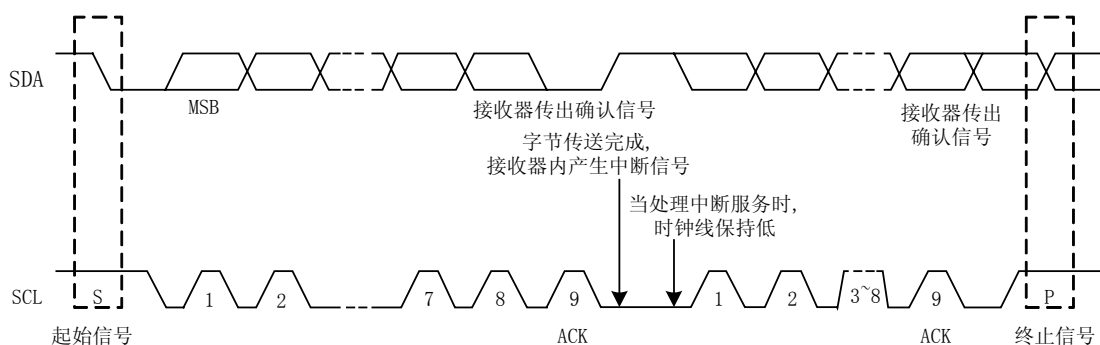 SDA
MSB
接收器传出确认信号
接收器传出
确认信号
字节传送完成,
接收器内产生中断信号
当处理中断服务时,
时钟线保持低
SCL
S
1
2
7
8
9
1
2
3~8
9
P
起始信号
ACK
ACK
终止信号